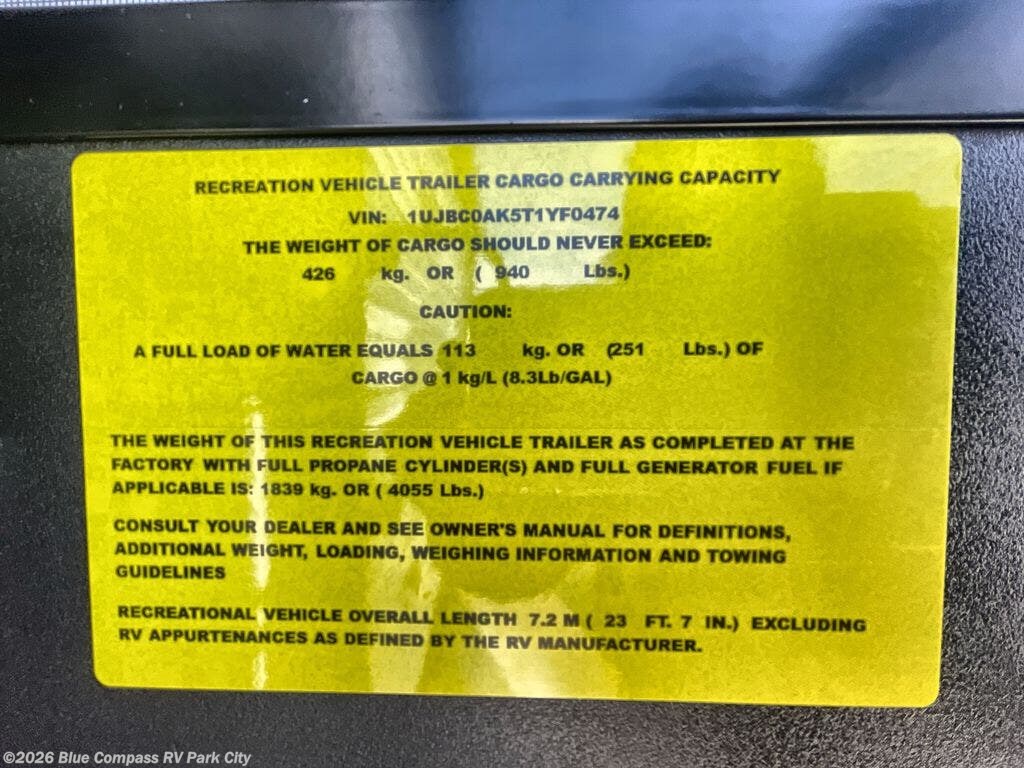 RECREATION VEHICLE TRAILER CARGO CARRYING CAPACITY
VIN: 1UJBC0AK5T1YF0474
THE WEIGHT OF CARGO SHOULD NEVER EXCEED:
426 kg. OR ( 940 Lbs.)
CAUTION:
A FULL LOAD OF WATER EQUALS 113 kg. OR (251 Lbs.) OF
CARGO @ 1 kg/L (8.3Lb/GAL)
THE WEIGHT OF THIS RECREATION VEHICLE TRAILER AS COMPLETED AT THE
FACTORY WITH FULL PROPANE CYLINDER(S) AND FULL GENERATOR FUEL IF
APPLICABLE IS: 1839 kg. OR ( 4055 Lbs.)
CONSULT YOUR DEALER AND SEE OWNER'S MANUAL FOR DEFINITIONS,
ADDITIONAL WEIGHT, LOADING, WEIGHING INFORMATION AND TOWING
GUIDELINES
RECREATIONAL VEHICLE OVERALL LENGTH 7.2 M ( 23 FT. 7 IN.) EXCLUDING
RV APPURTENANCES AS DEFINED BY THE RV MANUFACTURER.
©2026 Blue Compass RV Park City